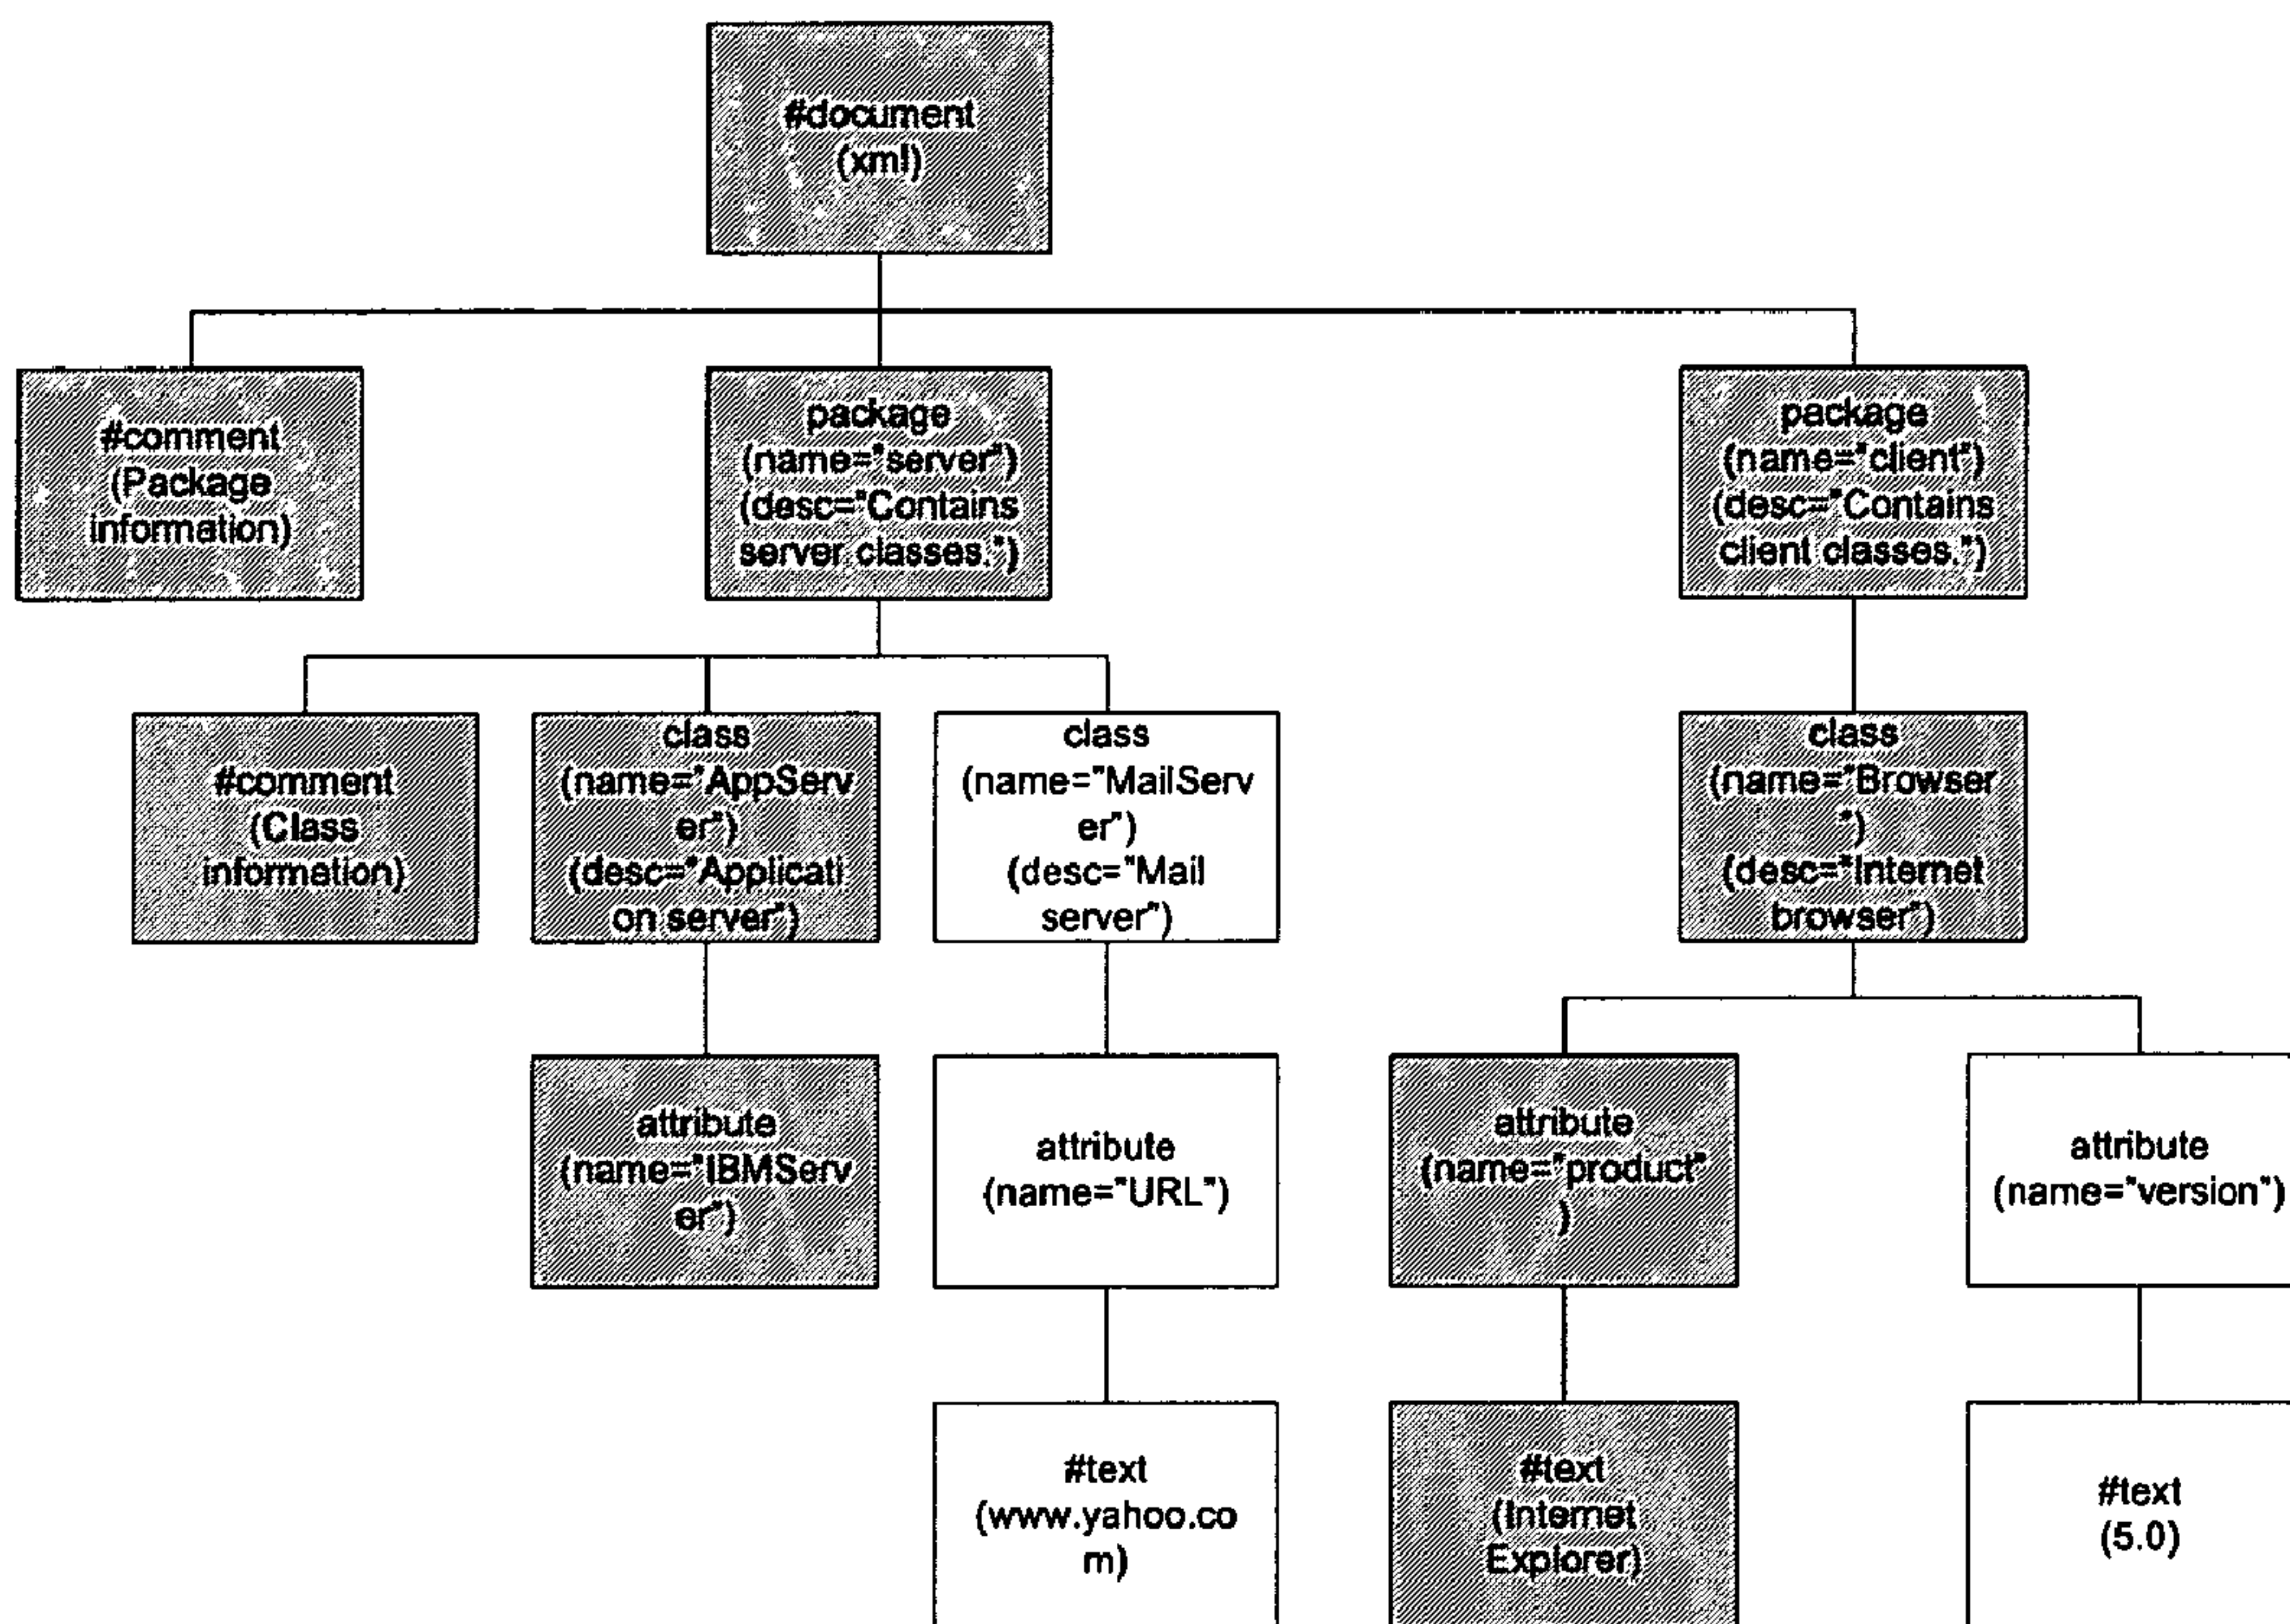 #document
(xml)
#comment
(Package
information)
package
(name="server")
(desc="Contains
server classes.")
package
(name="client")
(desc="Contains
client classes.")
#comment
(Class
information)
class
(name="AppServ
er")
(desc="Applicati
on server")
class
(name="MailServ
er")
(desc="Mail
server")
class
(name="Browser
")
(desc="Internet
browser")
attribute
(name="IBMServ
er")
attribute
(name="URL")
attribute
(name="product"
)
attribute
(name="version")
#text
(www.yahoo.co
m)
#text
(Internet
Explorer)
#text
(5.0)